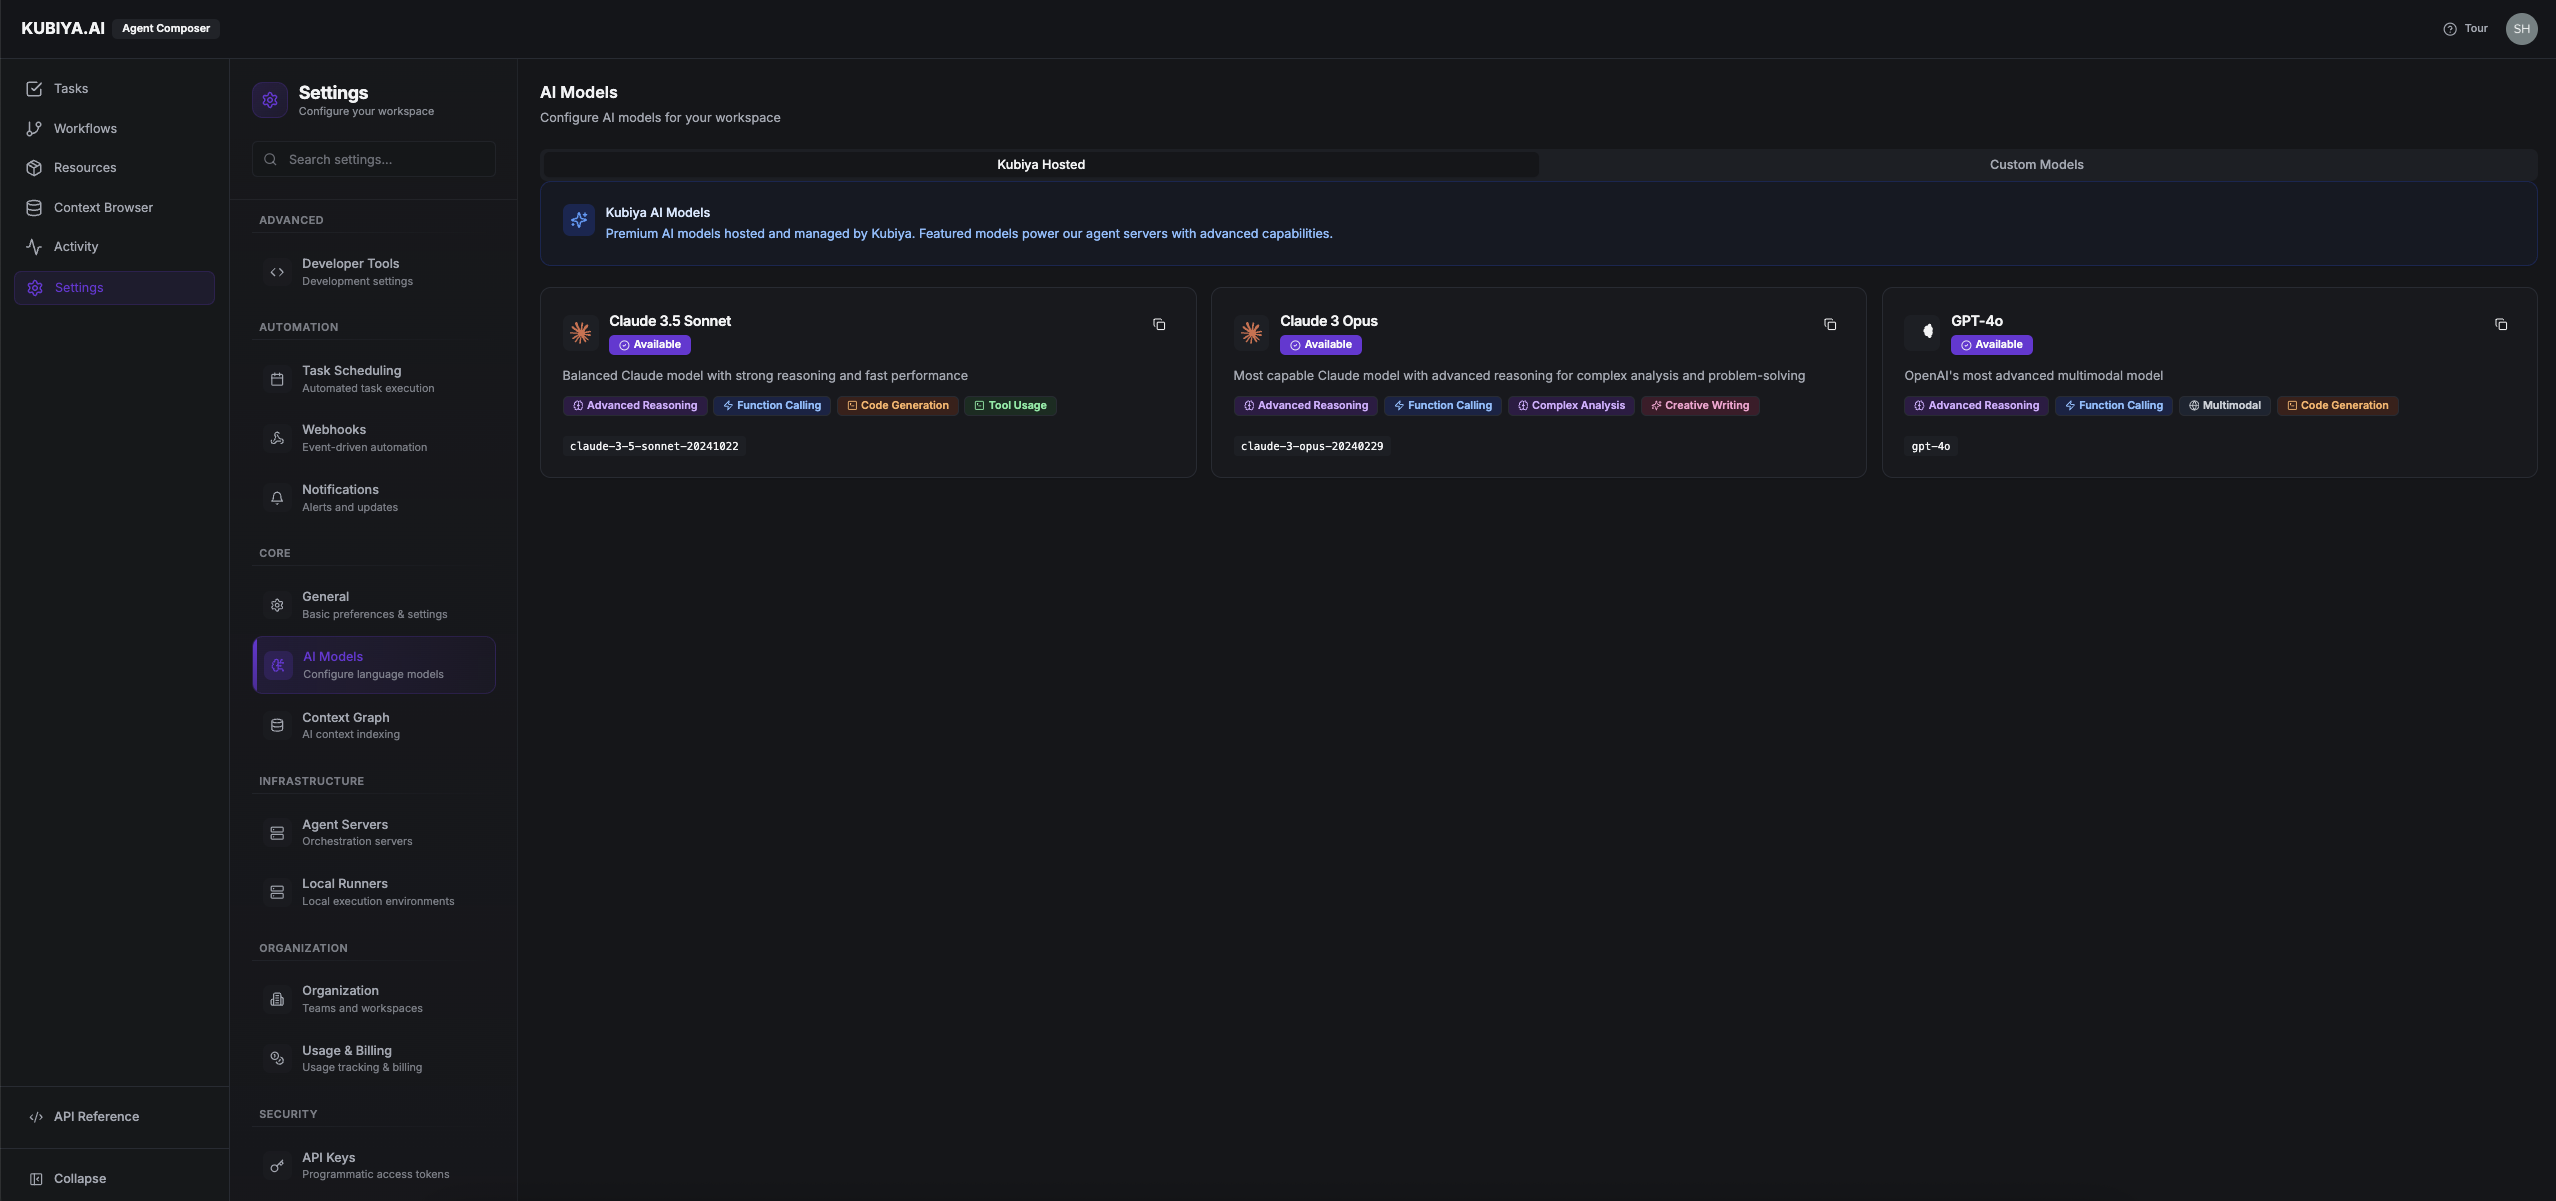 KUBIYA.AI Agent Composer
Tour
SH
Tasks
Workflows
Resources
Context Browser
Activity
Settings
API Reference
Collapse
Settings
Configure your workspace
Search settings...
ADVANCED
Developer Tools
Development settings
AUTOMATION
Task Scheduling
Automated task execution
Webhooks
Event-driven automation
Notifications
Alerts and updates
CORE
General
Basic preferences & settings
AI Models
Configure language models
Context Graph
AI context indexing
INFRASTRUCTURE
Agent Servers
Orchestration servers
Local Runners
Local execution environments
ORGANIZATION
Organization
Teams and workspaces
Usage & Billing
Usage tracking & billing
SECURITY
API Keys
Programmatic access tokens
AI Models
Configure AI models for your workspace
Kubiya Hosted
Custom Models
Kubiya AI Models
Premium AI models hosted and managed by Kubiya. Featured models power our agent servers with advanced capabilities.
Claude 3.5 Sonnet
Available
Balanced Claude model with strong reasoning and fast performance
Advanced Reasoning Function Calling Code Generation Tool Usage
claude-3-5-sonnet-20241022
Claude 3 Opus
Available
Most capable Claude model with advanced reasoning for complex analysis and problem-solving
Advanced Reasoning Function Calling Complex Analysis Creative Writing
claude-3-opus-20240229
GPT-4o
Available
OpenAI's most advanced multimodal model
Advanced Reasoning Function Calling Multimodal Code Generation
gpt-4o